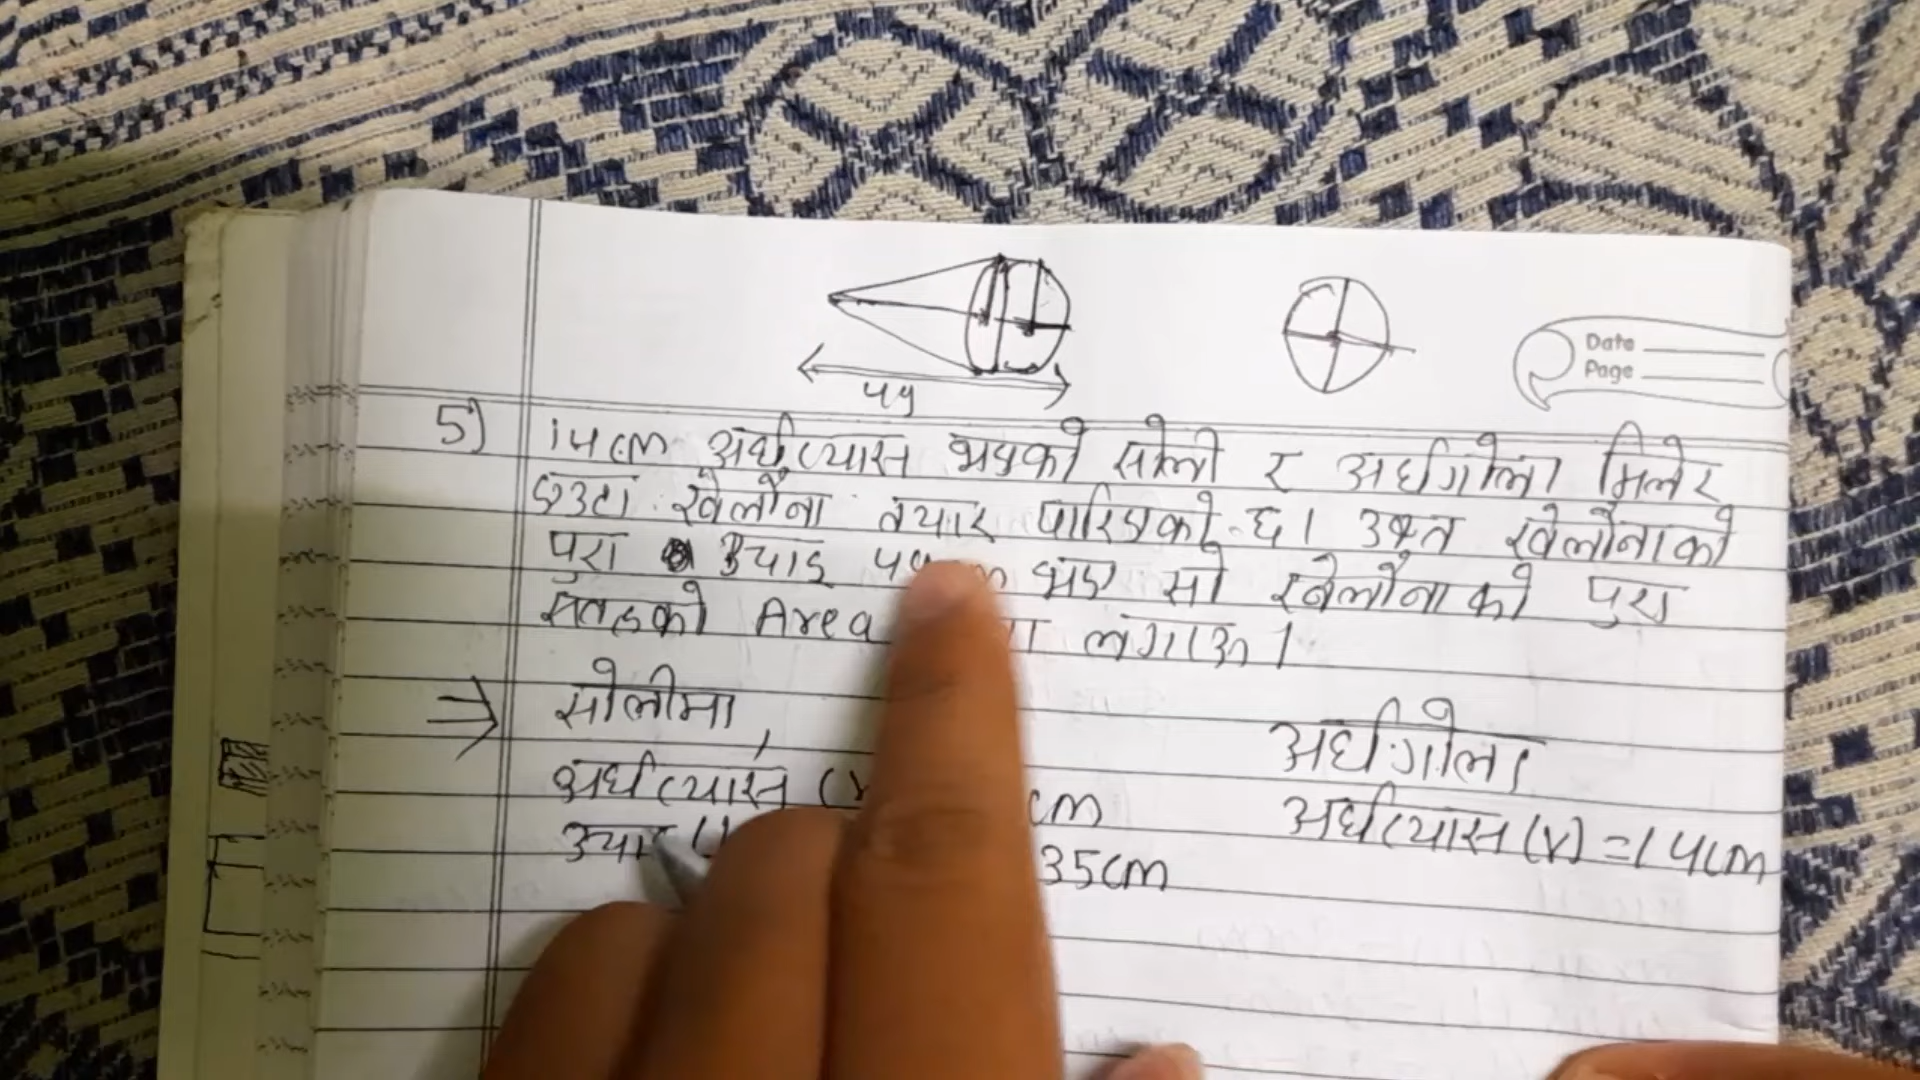 Date
Page
49
5) 14cm अर्धव्यास भएको सोली र अर्धगोला मिलेर
एउटा खेलौना तयार पारिएको छ। उक्त खेलौनाको
पुरा उचाइ भए सो खेलौनाको पुरा
सतहको Area लगाऊ।
⇒ सोलीमा,
अर्धगोला
अर्धव्यास ( cm
अर्धव्यास (r) = 14cm
उचाई 35cm